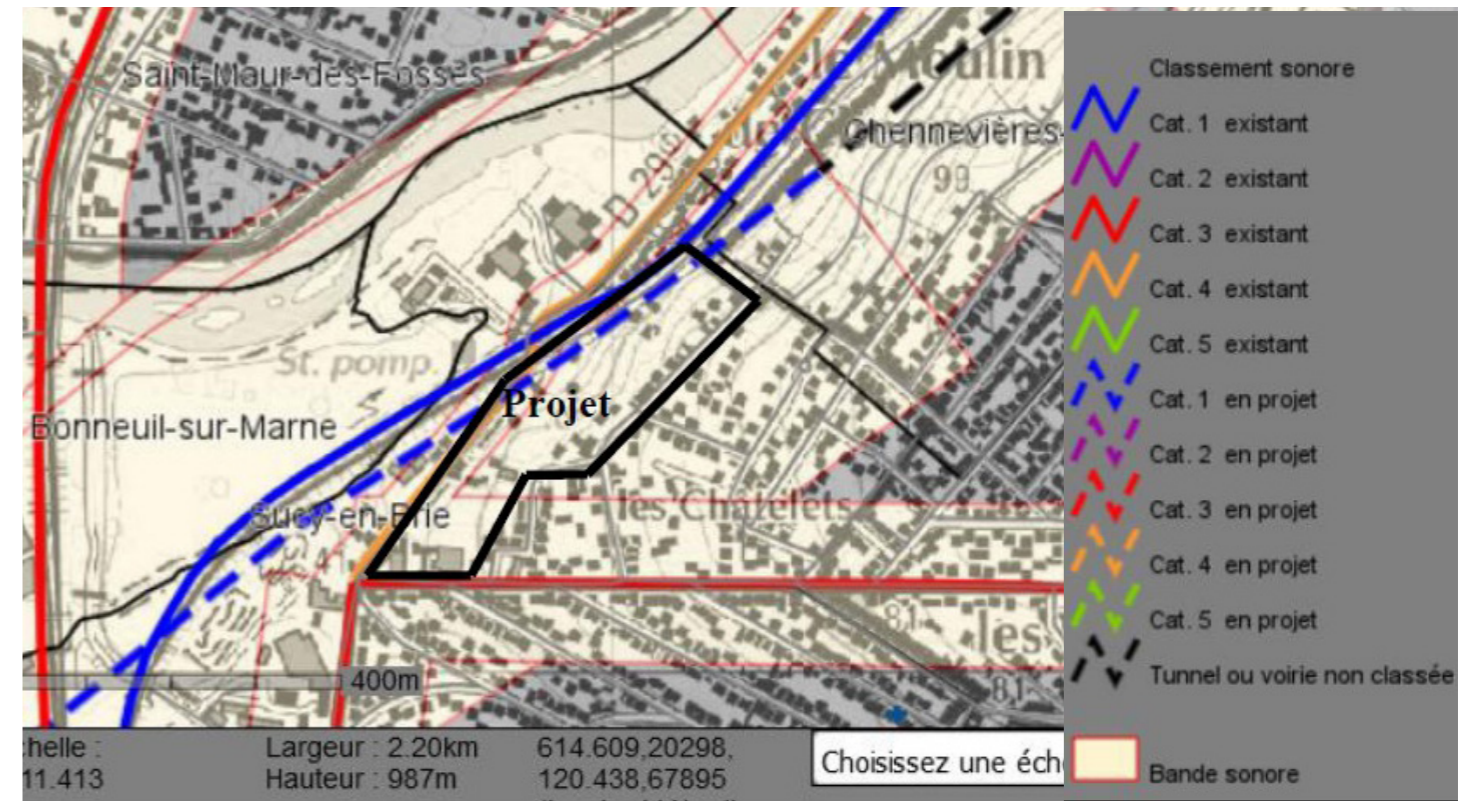 Saint-Maur-des-Fossés
le Moulin
de C
Chennevières-
D 29
99
St. pomp.
Projet
Bonneuil-sur-Marne
Sucy-en-Brie
les Chatelets
81
les
81
400m
chelle :
11.413
Largeur : 2.20km
Hauteur : 987m
614.609,20298,
120.438,67895
Choisissez une éch
Classement sonore
Cat. 1 existant
Cat. 2 existant
Cat. 3 existant
Cat. 4 existant
Cat. 5 existant
Cat. 1 en projet
Cat. 2 en projet
Cat. 3 en projet
Cat. 4 en projet
Cat. 5 en projet
Tunnel ou voirie non classée
Bande sonore